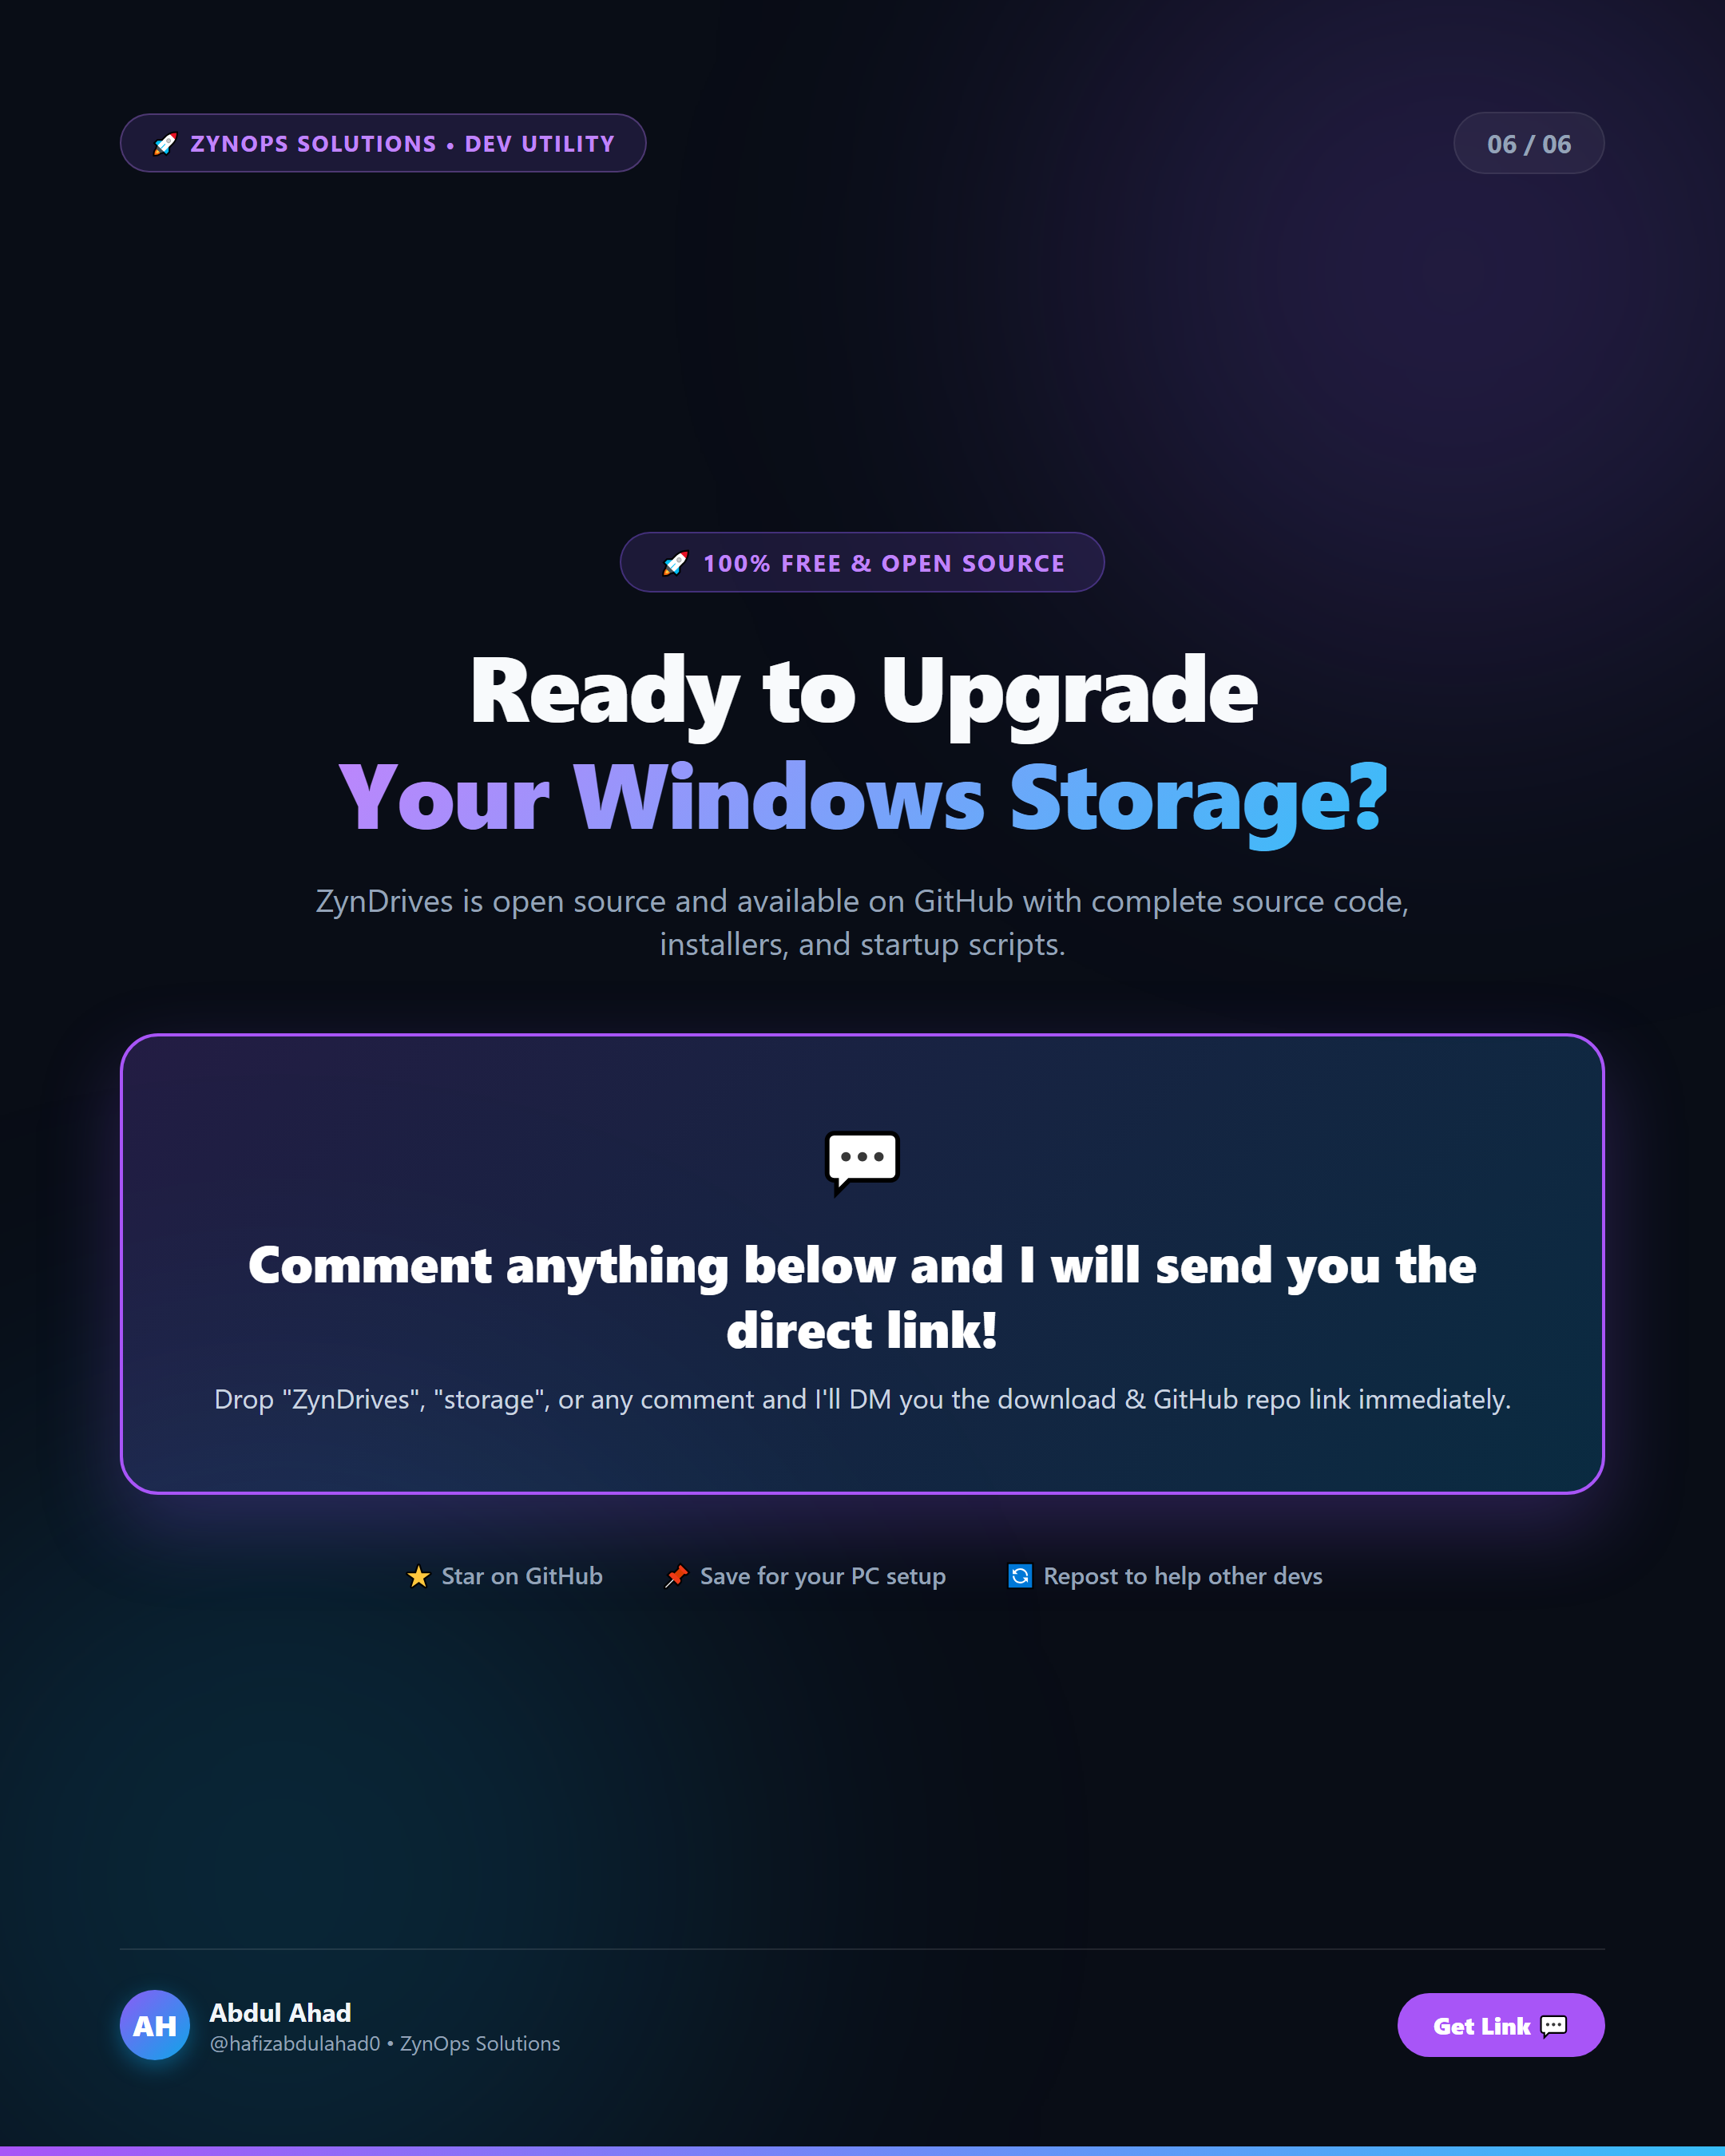 🚀 ZYNOPS SOLUTIONS • DEV UTILITY
06 / 06
🚀 100% FREE & OPEN SOURCE
Ready to Upgrade
Your Windows Storage?
ZynDrives is open source and available on GitHub with complete source code,
installers, and startup scripts.
Comment anything below and I will send you the
direct link!
Drop "ZynDrives", "storage", or any comment and I'll DM you the download & GitHub repo link immediately.
⭐ Star on GitHub 📌 Save for your PC setup 🔄 Repost to help other devs
AH
Abdul Ahad
@hafizabdulahad0 • ZynOps Solutions
Get Link 💬